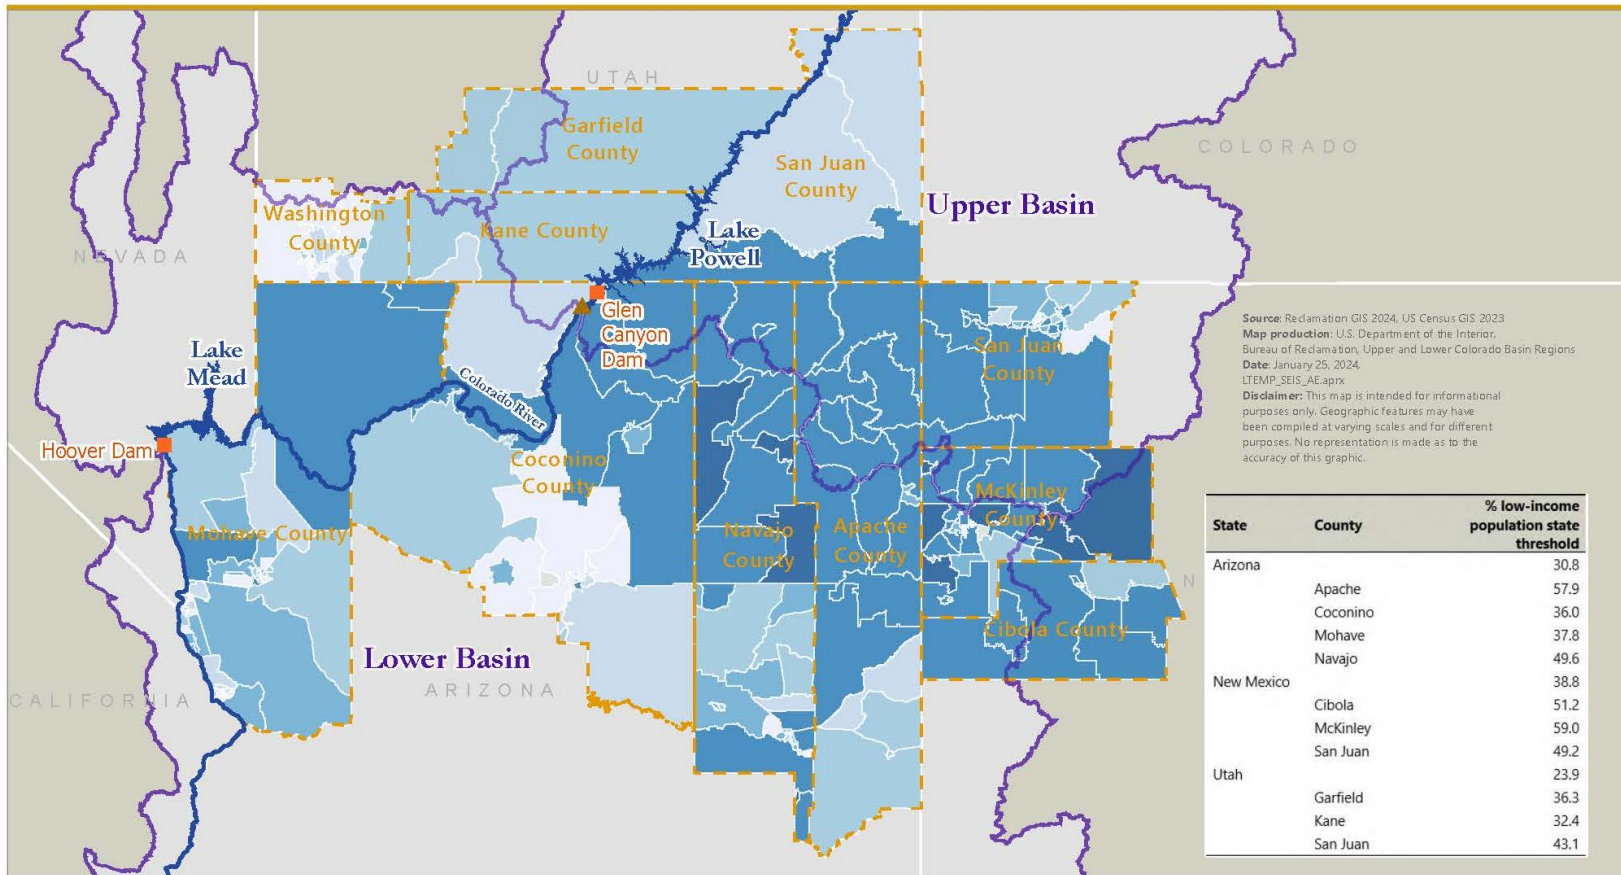 UTAH
Garfield
County
San Juan
County
COLORADO
Washington
County
Kane County
Upper Basin
Lake
Powell
NEVADA
Glen
Canyon
Dam
San Juan
County
Lake
Mead
Colorado River
Hoover Dam
Coconino
County
McKinley
County
Mohave County
Navajo
County
Apache
County
N
Cibola County
Lower Basin
ARIZONA
CALIFORNIA
Source: Reclamation GIS 2024, US Census GIS 2023
Map production: U.S. Department of the Interior,
Bureau of Reclamation, Upper and Lower Colorado Basin Regions
Date: January 25, 2024,
LTEMP_SEIS_AE.aprx
Disclaimer: This map is intended for informational
purposes only. Geographic features may have
been compiled at varying scales and for different
purposes. No representation is made as to the
accuracy of this graphic.
State County % low-income population state threshold
Arizona 30.8
Apache 57.9
Coconino 36.0
Mohave 37.8
Navajo 49.6
New Mexico 38.8
Cibola 51.2
McKinley 59.0
San Juan 49.2
Utah 23.9
Garfield 36.3
Kane 32.4
San Juan 43.1